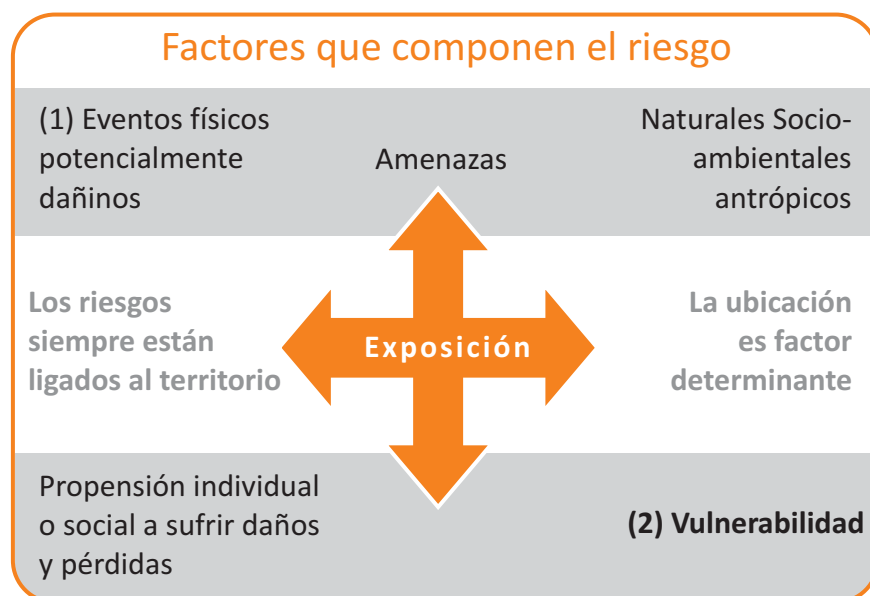 Factores que componen el riesgo
(1) Eventos físicos
potencialmente
dañinos
Amenazas
Naturales Socio-
ambientales
antrópicos
Los riesgos
siempre están
ligados al territorio
Exposición
La ubicación
es factor
determinante
Propensión individual
o social a sufrir daños
y pérdidas
(2) Vulnerabilidad